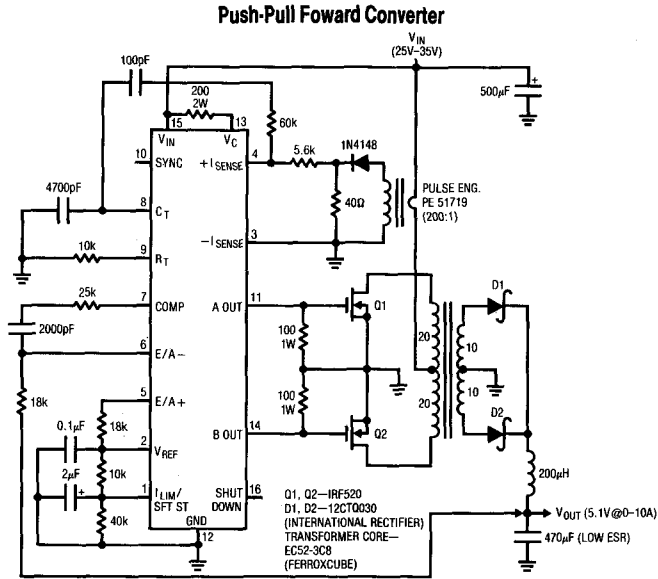 Push-Pull Foward Converter
VIN
(25V–35V)
100pF
500µF
+
200
2W
60k
15
13
VIN
VC
10
SYNC
4
+ISENSE
5.6k
1N4148
4700pF
8
CT
40Ω
PULSE ENG.
PE 51719
(200:1)
3
–ISENSE
10k
9
RT
25k
7
COMP
11
A OUT
Q1
D1
2000pF
6
E/A–
100
1W
20
10
18k
5
E/A+
100
1W
20
10
0.1µF
18k
14
B OUT
Q2
D2
2
VREF
2µF
+
10k
200µH
1
ILIM/
SFT ST
SHUT
DOWN
16
40k
GND
12
Q1, Q2—IRF520
D1, D2—12CTQ030
(INTERNATIONAL RECTIFIER)
TRANSFORMER CORE—
EC52-3C8
(FERROXCUBE)
VOUT (5.1V@0-10A)
470µF (LOW ESR)